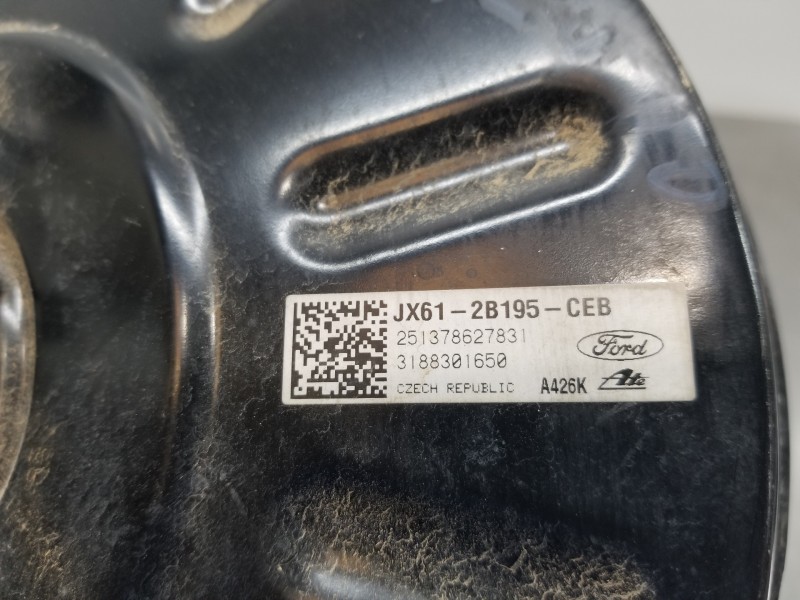 JX61-2B195-CEB
251378627831
3188301650
Ford
CZECH REPUBLIC A426K Ate